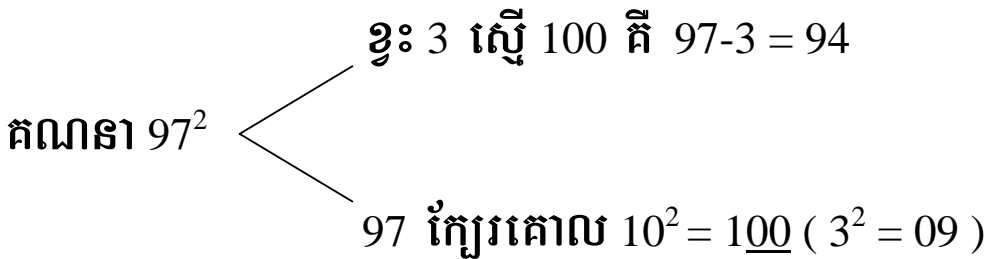 ខ្វះ 3 ស្មើ 100 គឺ 97-3 = 94
គណនា 97²
97 ក្បែរគោល 10² = 100 ( 3² = 09 )